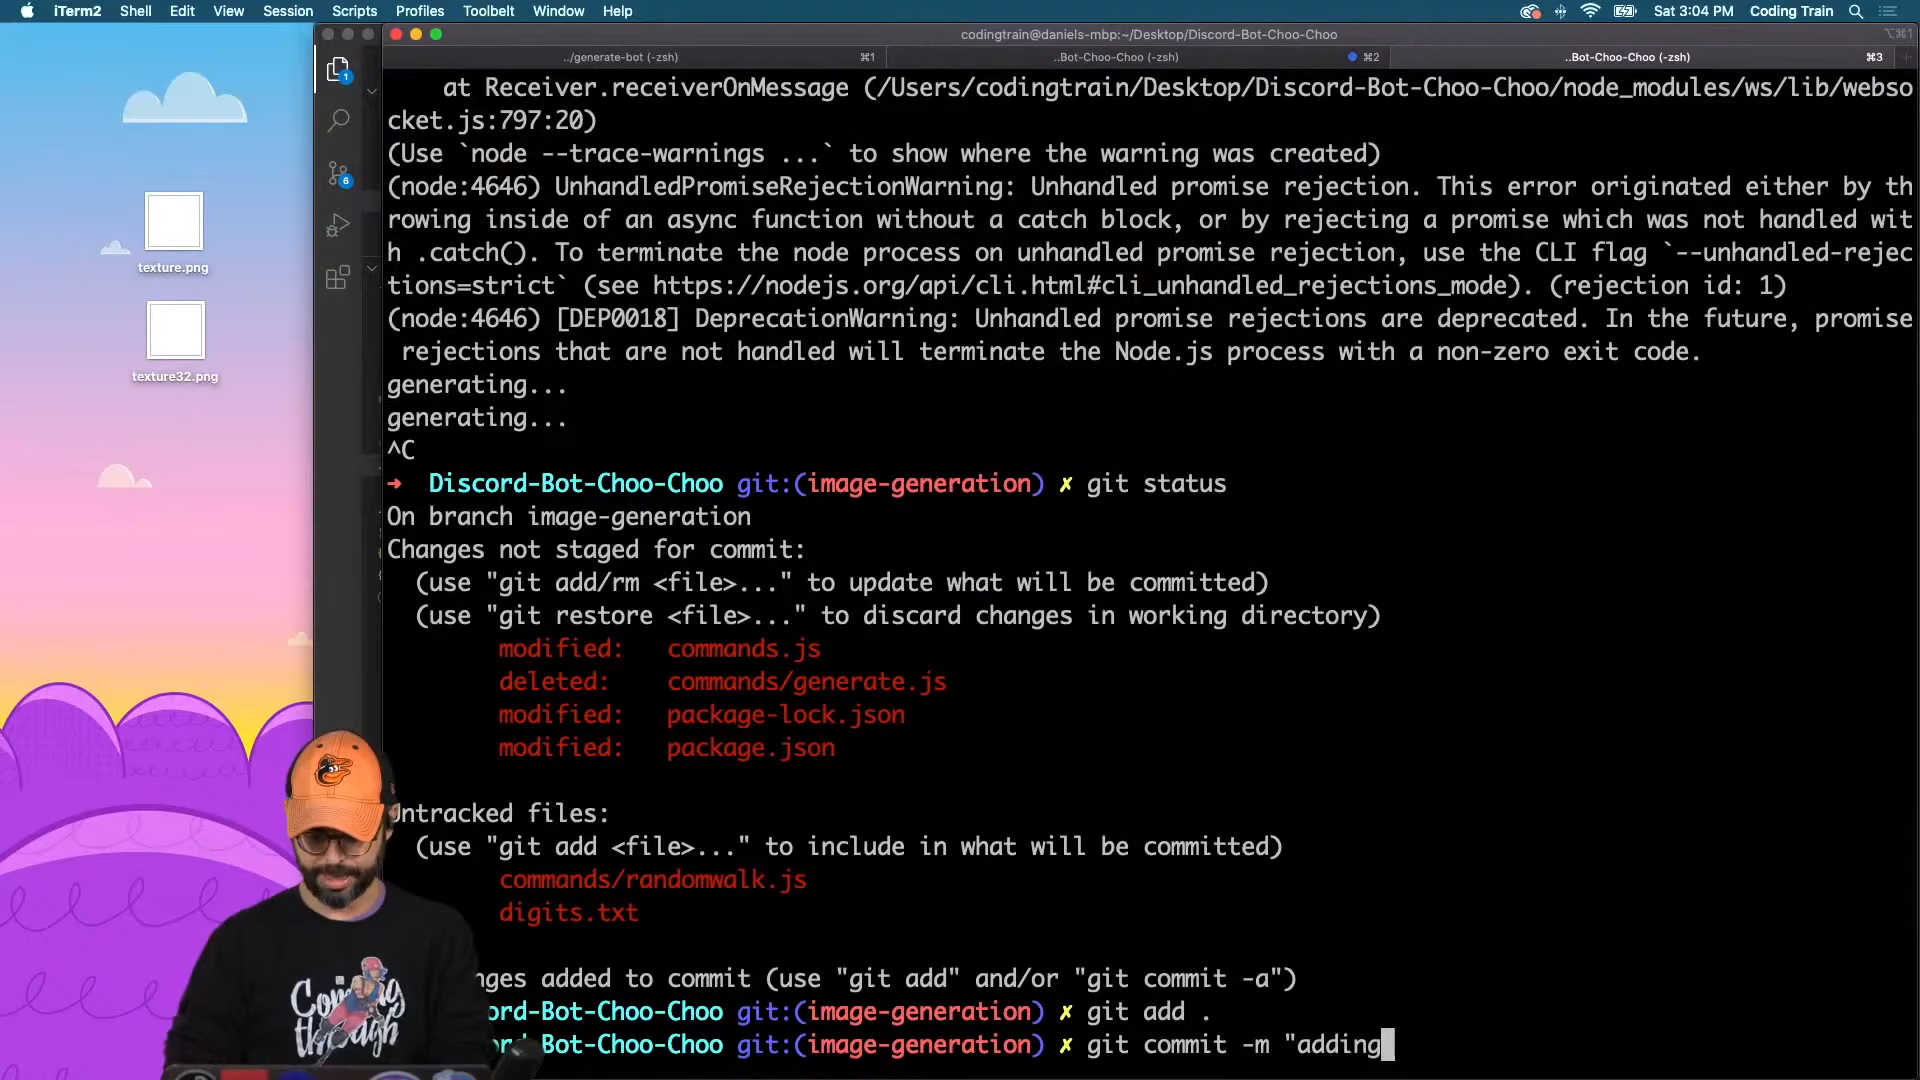 iTerm2 Shell Edit View Session Scripts Profiles Toolbelt Window Help Sat 3:04 PM Coding Train
codingtrain@daniels-mbp:~/Desktop/Discord-Bot-Choo-Choo ⌥⌘1
../generate-bot (-zsh) ⌘1 ..Bot-Choo-Choo (-zsh) ⌘2 ..Bot-Choo-Choo (-zsh) ⌘3
1
6
texture.png
texture32.png
at Receiver.receiverOnMessage (/Users/codingtrain/Desktop/Discord-Bot-Choo-Choo/node_modules/ws/lib/webso
cket.js:797:20)
(Use `node --trace-warnings ...` to show where the warning was created)
(node:4646) UnhandledPromiseRejectionWarning: Unhandled promise rejection. This error originated either by th
rowing inside of an async function without a catch block, or by rejecting a promise which was not handled wit
h .catch(). To terminate the node process on unhandled promise rejection, use the CLI flag `--unhandled-rejec
tions=strict` (see https://nodejs.org/api/cli.html#cli_unhandled_rejections_mode). (rejection id: 1)
(node:4646) [DEP0018] DeprecationWarning: Unhandled promise rejections are deprecated. In the future, promise
rejections that are not handled will terminate the Node.js process with a non-zero exit code.
generating...
generating...
^C
➜ Discord-Bot-Choo-Choo git:(image-generation) ✗ git status
On branch image-generation
Changes not staged for commit:
(use "git add/rm <file>..." to update what will be committed)
(use "git restore <file>..." to discard changes in working directory)
modified: commands.js
deleted: commands/generate.js
modified: package-lock.json
modified: package.json
Untracked files:
(use "git add <file>..." to include in what will be committed)
commands/randomwalk.js
digits.txt
nges added to commit (use "git add" and/or "git commit -a")
ord-Bot-Choo-Choo git:(image-generation) ✗ git add .
ord-Bot-Choo-Choo git:(image-generation) ✗ git commit -m "adding
Coming
through